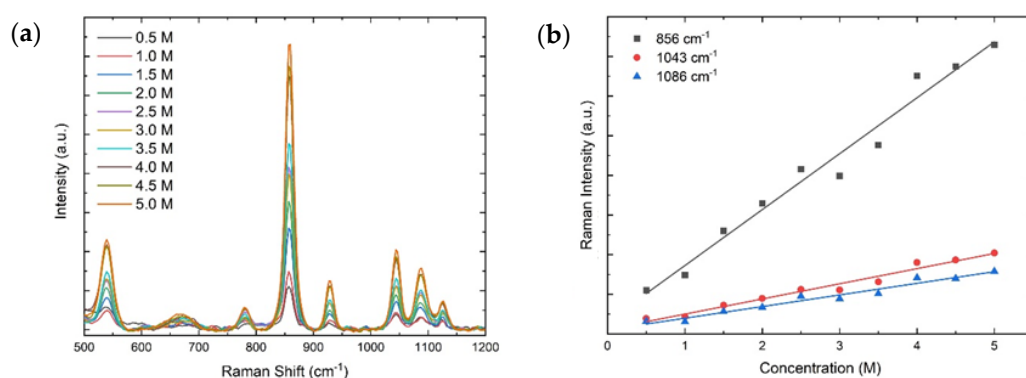 (a)
0.5 M
1.0 M
1.5 M
2.0 M
2.5 M
3.0 M
3.5 M
4.0 M
4.5 M
5.0 M
Intensity (a.u.)
500 600 700 800 900 1000 1100 1200
Raman Shift (cm⁻¹)
(b)
856 cm⁻¹
1043 cm⁻¹
1086 cm⁻¹
Raman Intensity (a.u.)
0 1 2 3 4 5
Concentration (M)